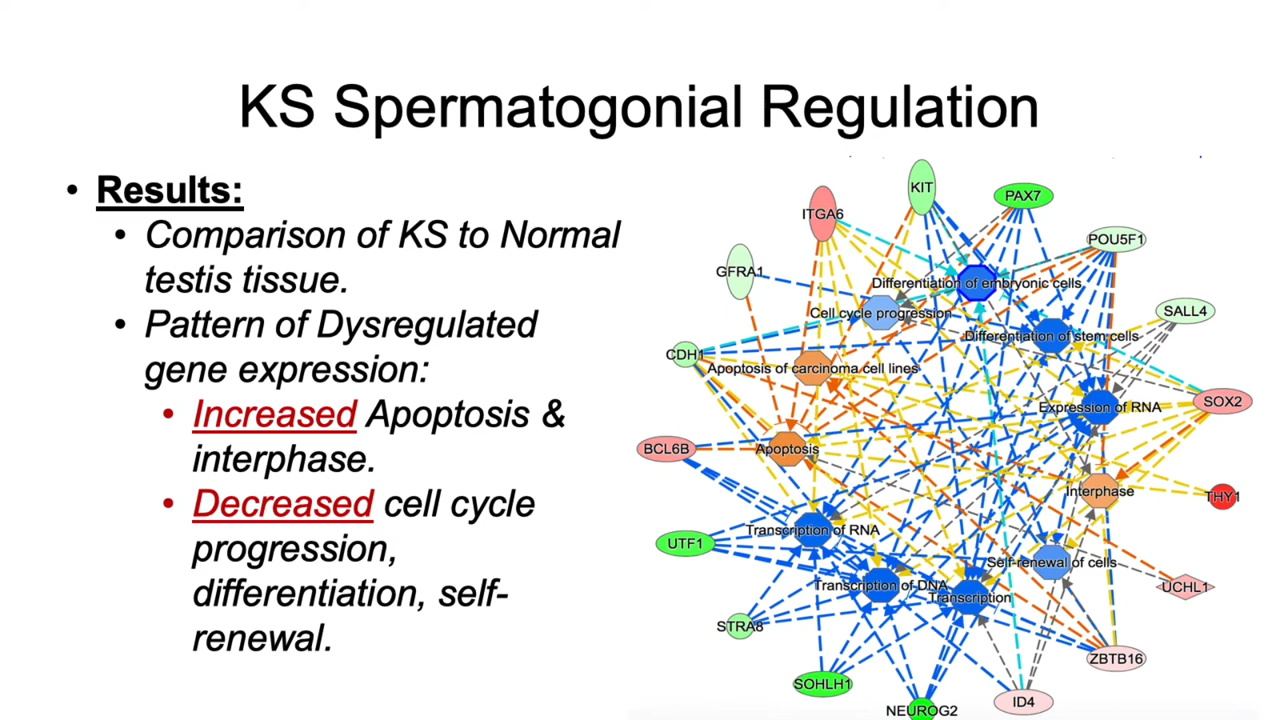 KS Spermatogonial Regulation
• Results:
• Comparison of KS to Normal
testis tissue.
• Pattern of Dysregulated
gene expression:
• Increased Apoptosis &
interphase.
• Decreased cell cycle
progression,
differentiation, self-
renewal.
KIT
PAX7
ITGA6
POU5F1
GFRA1
Differentiation of embryonic cells
Cell cycle progression
SALL4
Differentiation of stem cells
CDH1
Apoptosis of carcinoma cell lines
SOX2
Expression of RNA
BCL6B
Apoptosis
Interphase
THY1
Transcription of RNA
UTF1
Self-renewal of cells
Transcription of DNA
UCHL1
Transcription
STRA8
ZBTB16
SOHLH1
ID4
NEUROG2